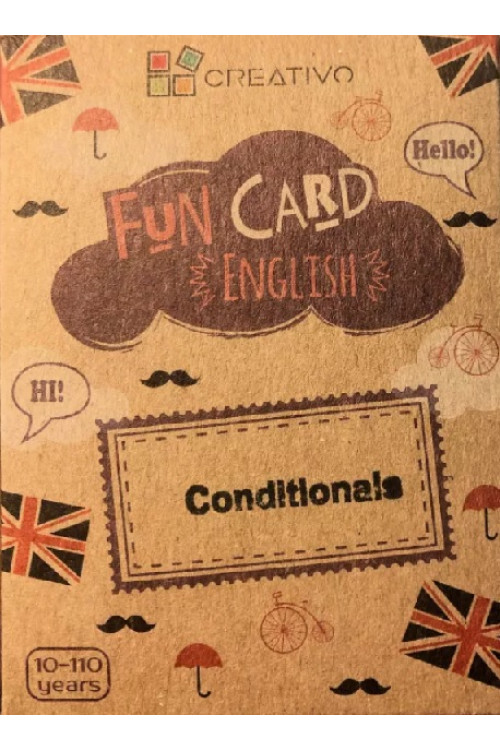 CREATIVO
Hello!
FUN CARD
ENGLISH
HI!
Conditionals
10-110
years